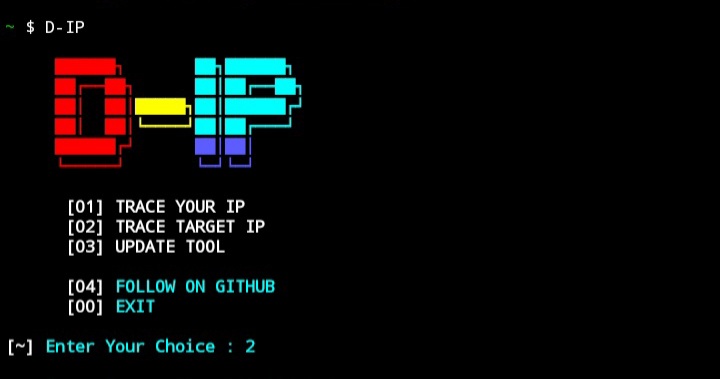 ~ $ D-IP
D-IP
[01] TRACE YOUR IP
[02] TRACE TARGET IP
[03] UPDATE TOOL
[04] FOLLOW ON GITHUB
[00] EXIT
[~] Enter Your Choice : 2